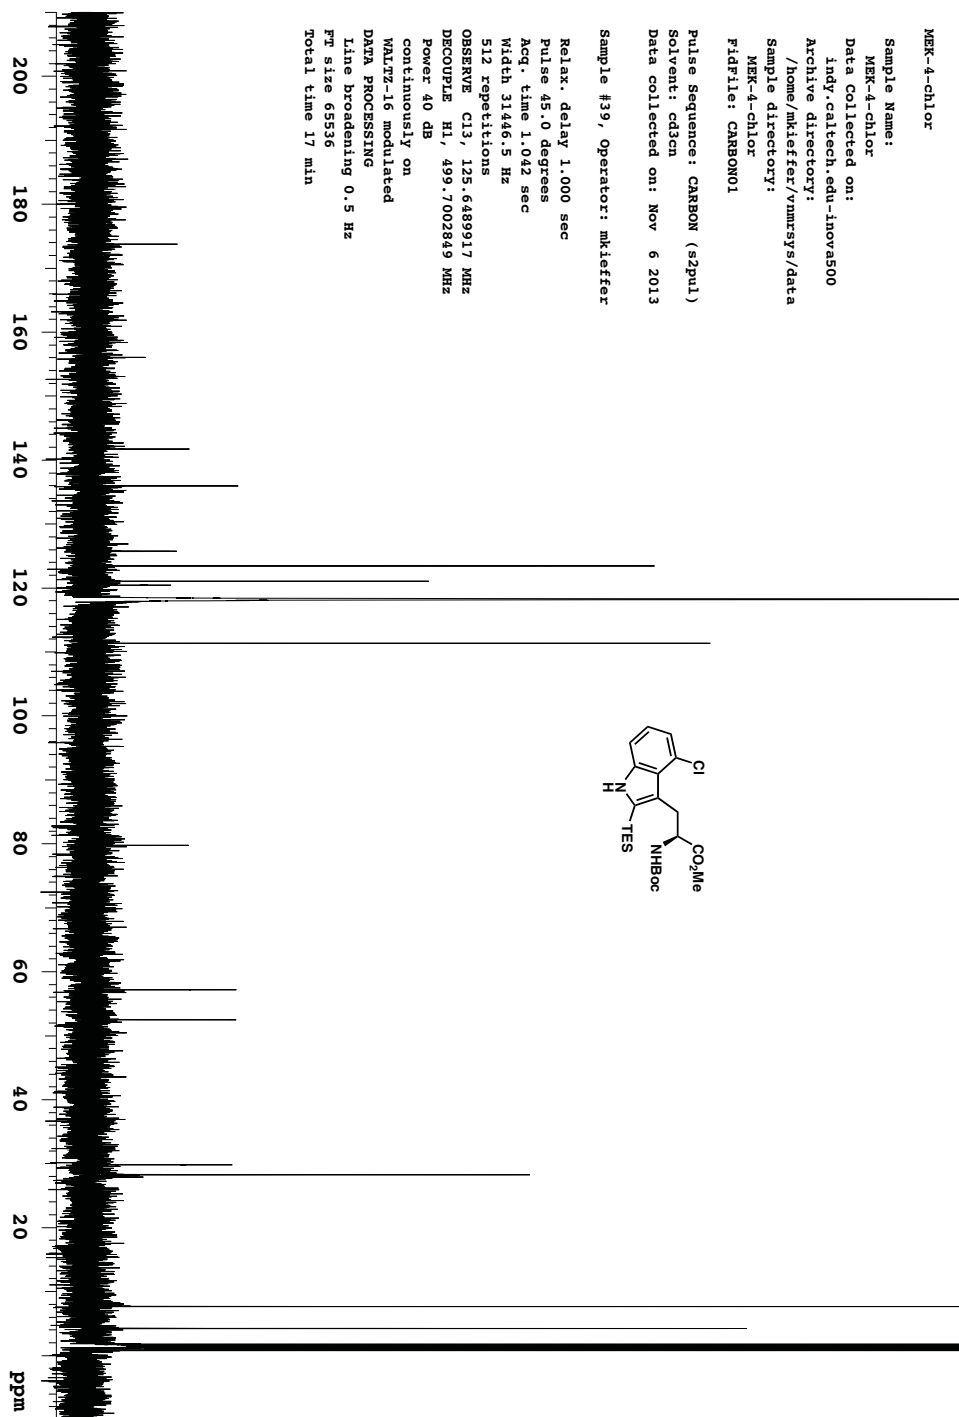 MEK-4-chlor
Sample Name:
MEK-4-chlor
Data Collected on:
indy.caltech.edu-inova500
Archive directory:
/home/mkieffer/vnmrsys/data
Sample directory:
MEK-4-chlor
FidFile: CARBON01
Pulse Sequence: CARBON (s2pul)
Solvent: cd3cn
Data collected on: Nov 6 2013
Sample #39, Operator: mkieffer
Relax. delay 1.000 sec
Pulse 45.0 degrees
Acq. time 1.042 sec
Width 31446.5 Hz
512 repetitions
OBSERVE C13, 125.6489917 MHz
DECOUPLE H1, 499.7002849 MHz
Power 40 dB
continuously on
WALTZ-16 modulated
DATA PROCESSING
Line broadening 0.5 Hz
FT size 65536
Total time 17 min
Cl
CO2Me
NHBoc
N
H
TES
200 180 160 140 120 100 80 60 40 20 ppm